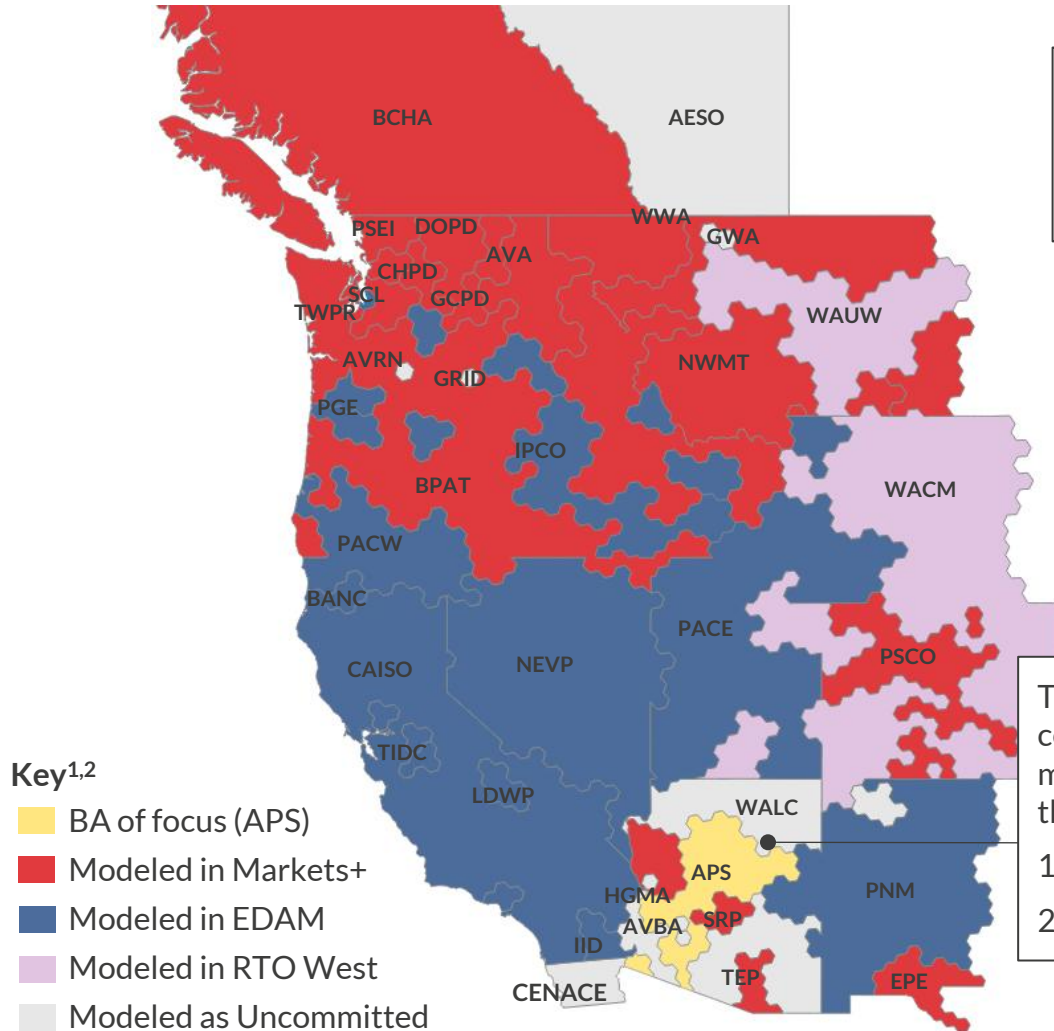 BCHA
AESO
WWA
PSEI
DOPD
GWA
AVA
CHPD
SCL
GCPD
TWPR
WAUW
AVRN
GRID
NWMT
PGE
IPCO
BPAT
WACM
PACW
BANC
PACE
CAISO
NEVP
PSCO
TIDC
LDWP
WALC
APS
HGMA
PNM
AVBA
SRP
IID
TEP
EPE
CENACE
Key1,2
BA of focus (APS)
Modeled in Markets+
Modeled in EDAM
Modeled in RTO West
Modeled as Uncommitted
T
c
m
th
1
2